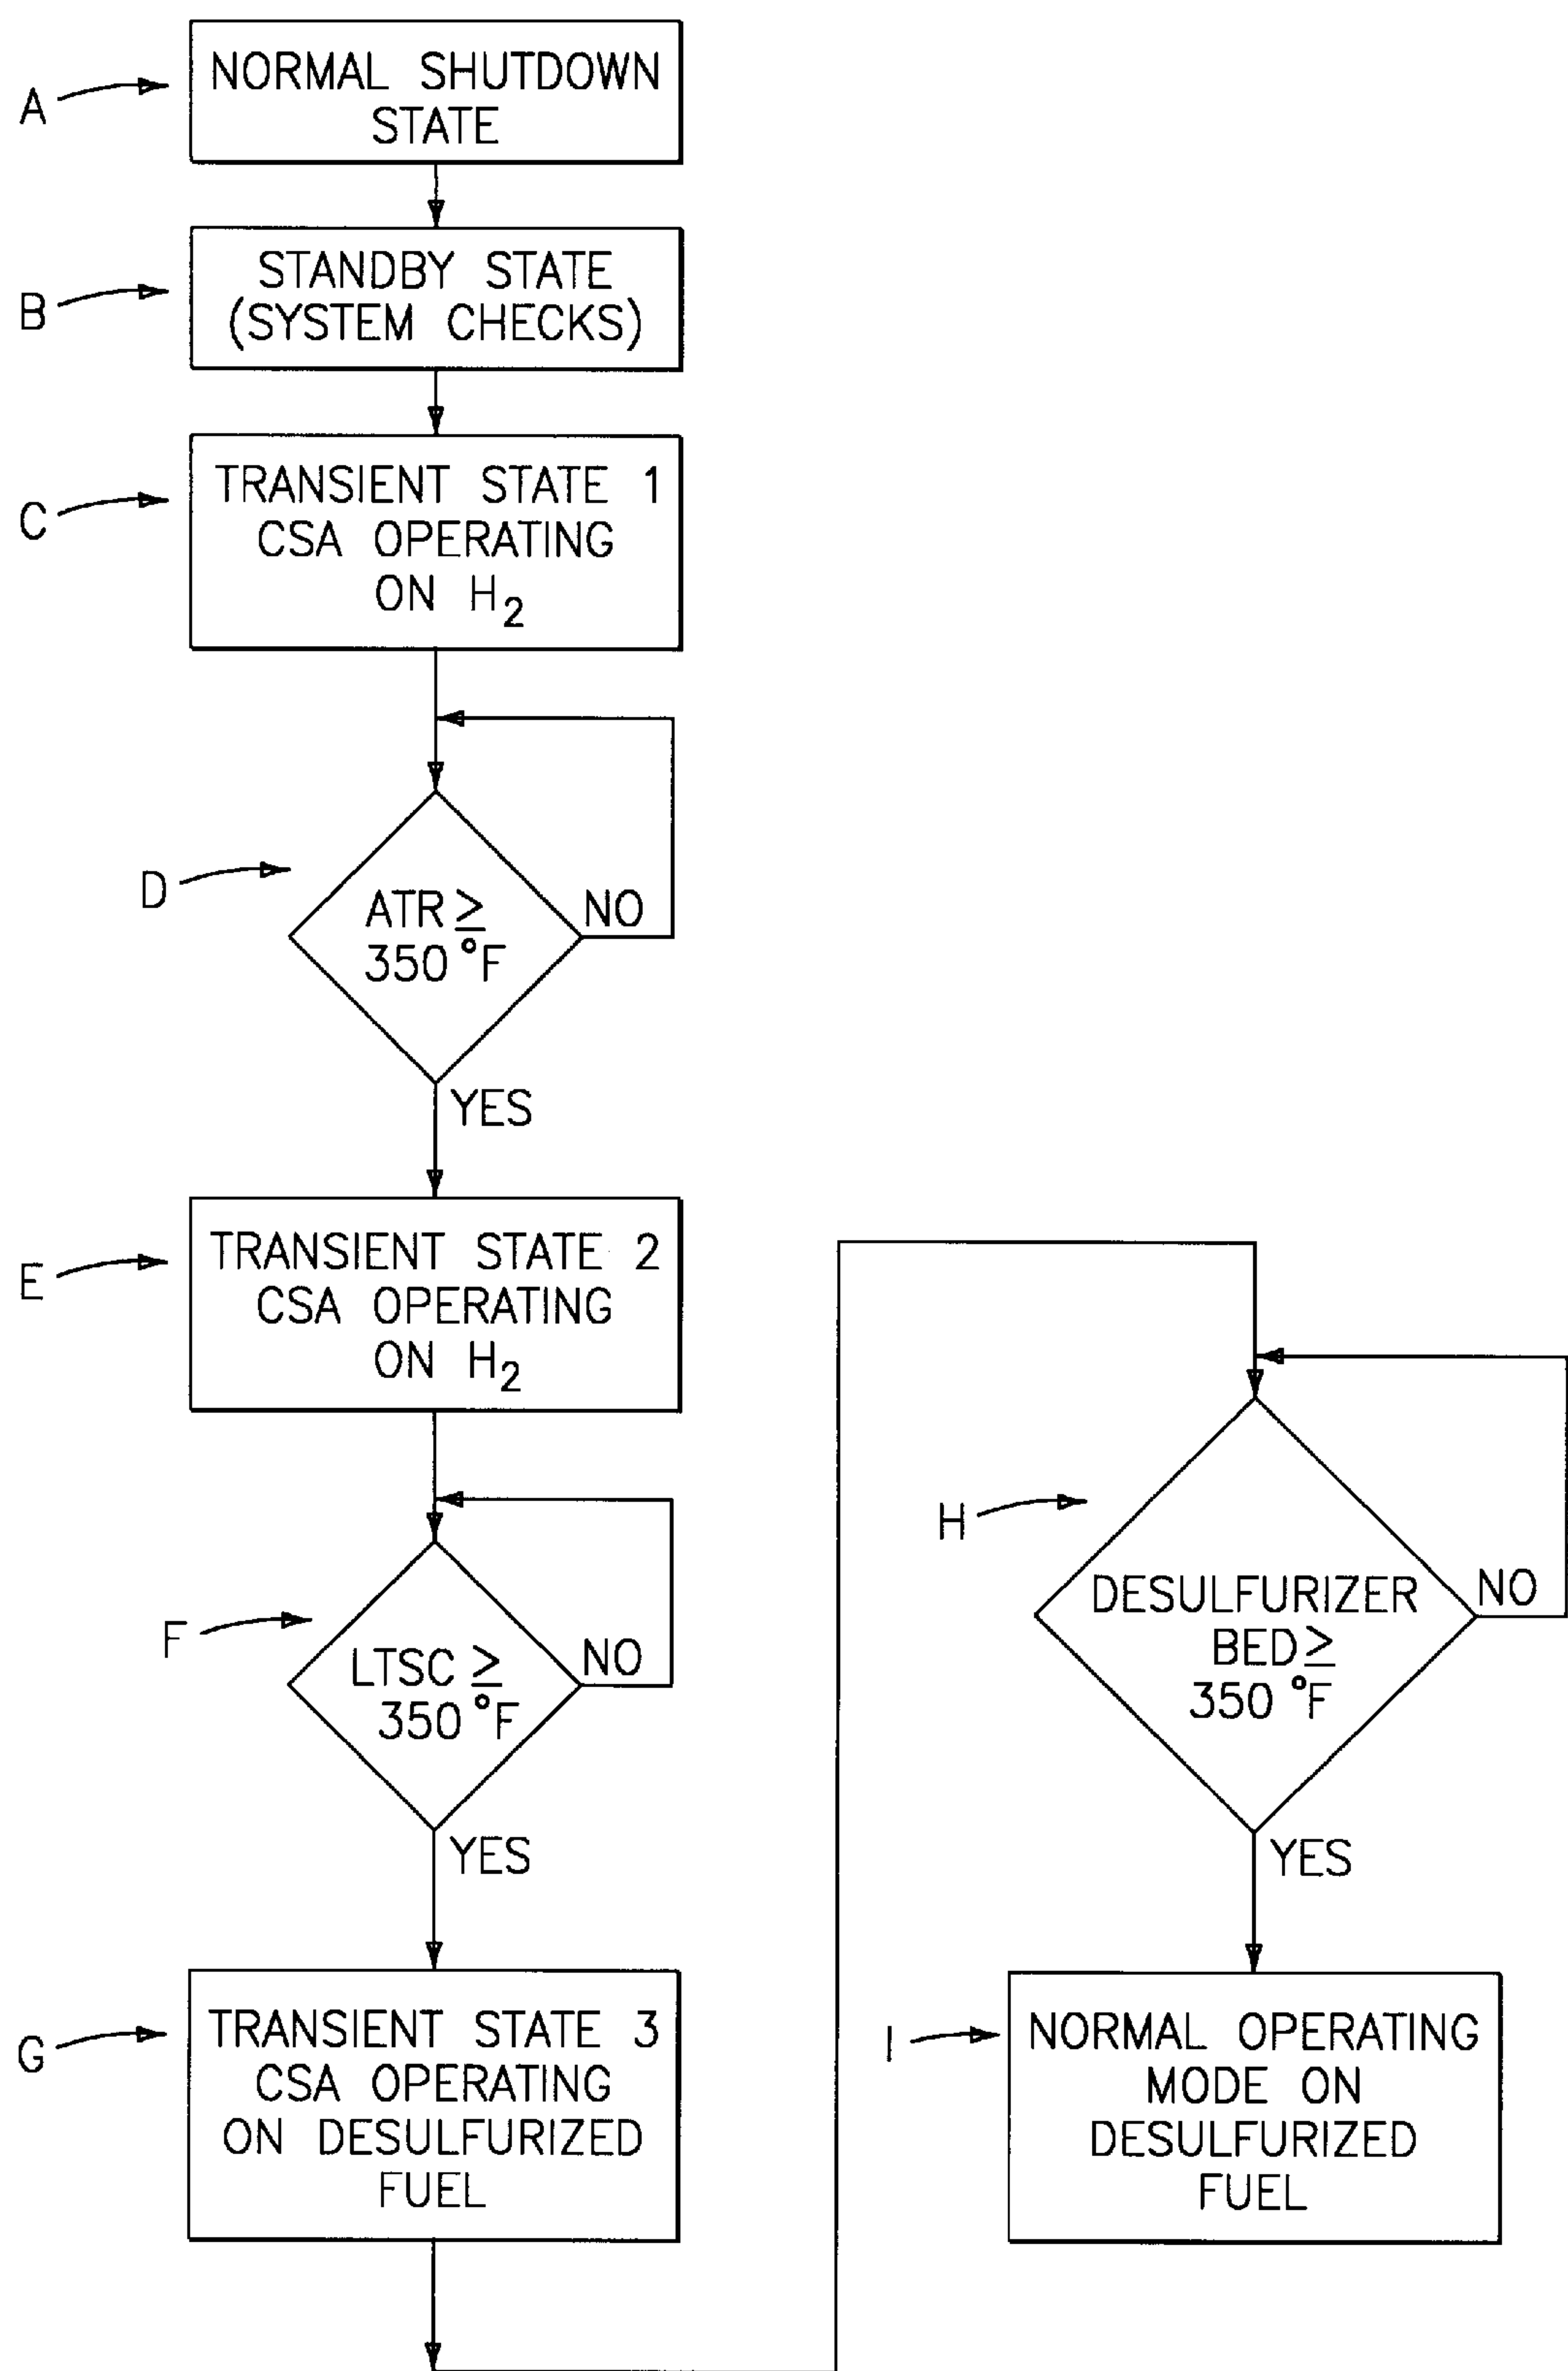 A
NORMAL SHUTDOWN
STATE
B
STANDBY STATE
(SYSTEM CHECKS)
C
TRANSIENT STATE 1
CSA OPERATING
ON H₂
D
ATR ≥
350 °F
NO
YES
E
TRANSIENT STATE 2
CSA OPERATING
ON H₂
F
LTSC ≥
350 °F
NO
YES
G
TRANSIENT STATE 3
CSA OPERATING
ON DESULFURIZED
FUEL
H
DESULFURIZER
BED ≥
350 °F
NO
YES
I
NORMAL OPERATING
MODE ON
DESULFURIZED
FUEL